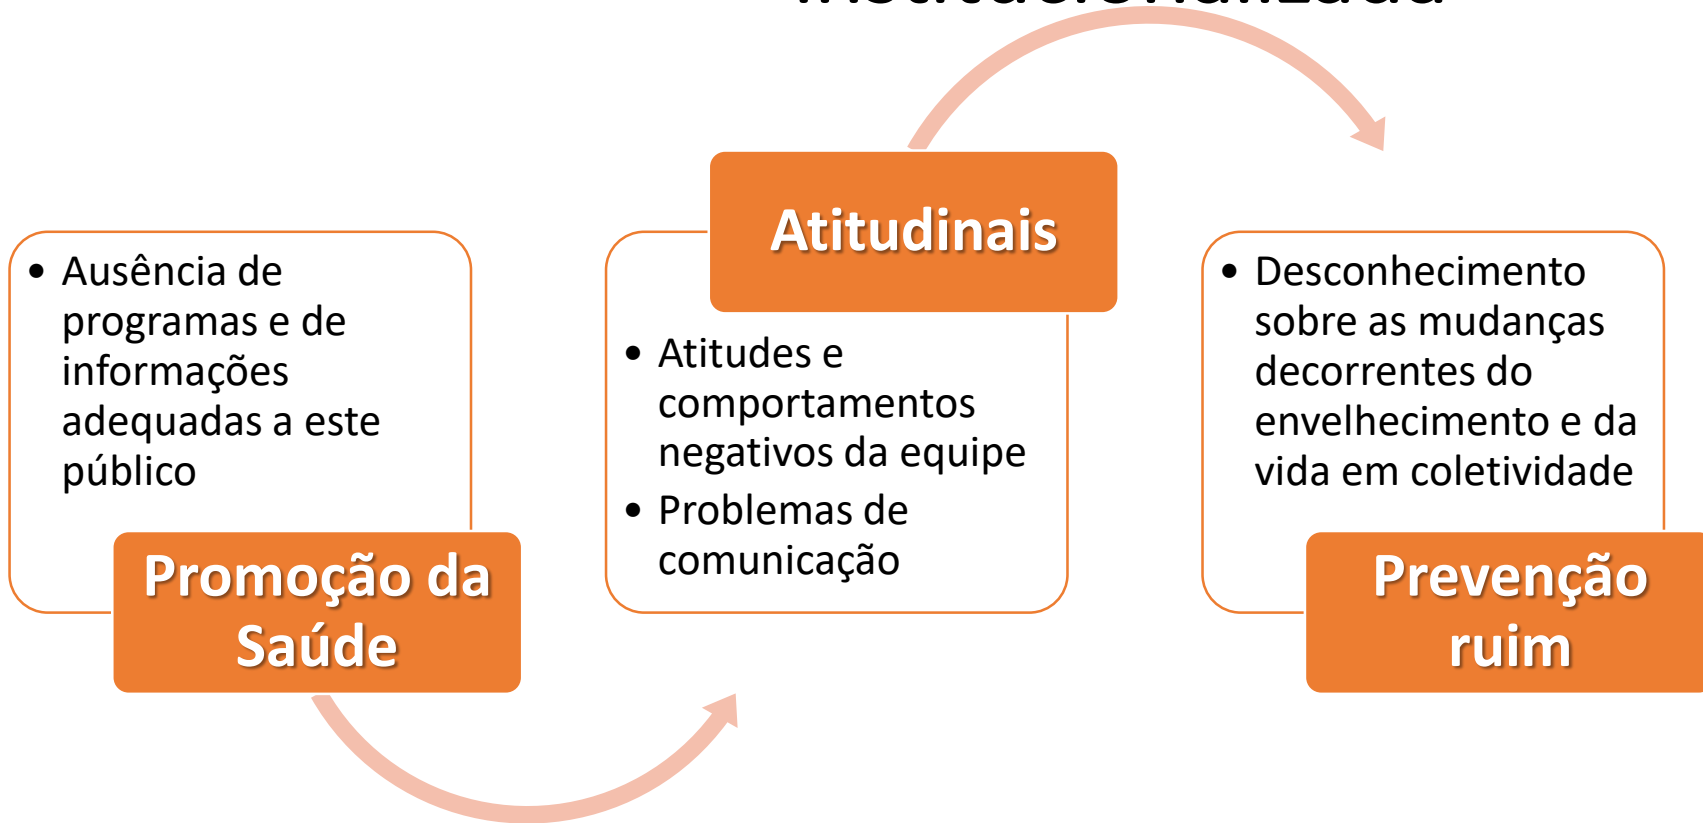 • Ausência de
programas e de
informações
adequadas a este
público
Promoção da
Saúde
Atitudinais
• Atitudes e
comportamentos
negativos da equipe
• Problemas de
comunicação
• Desconhecimento
sobre as mudanças
decorrentes do
envelhecimento e da
vida em coletividade
Prevenção
ruim